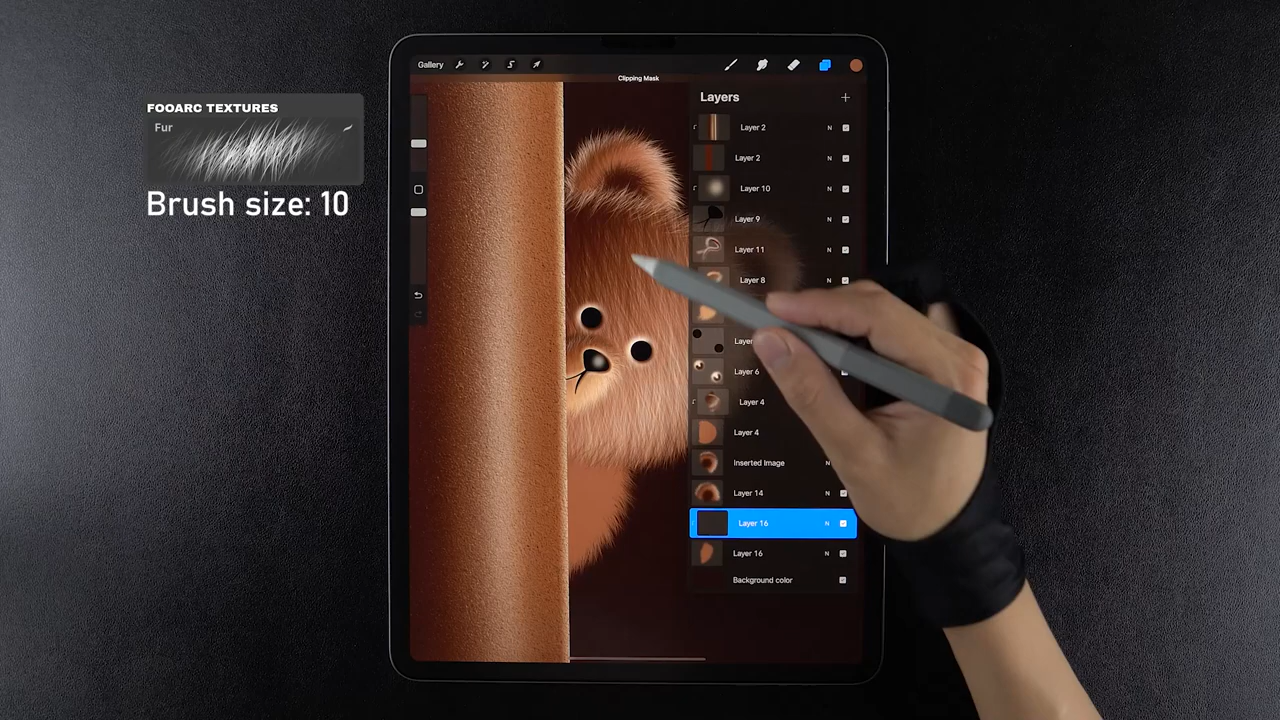 FOOARC TEXTURES
Fur
Brush size: 10
Gallery
Clipping Mask
Layers
Layer 2 N
Layer 2 N
Layer 10 N
Layer 9 N
Layer 11 N
Layer 8 N
Layer 6
Layer 4 N
Layer 4
Inserted Image N
Layer 14 N
Layer 16 N
Layer 16 N
Background color